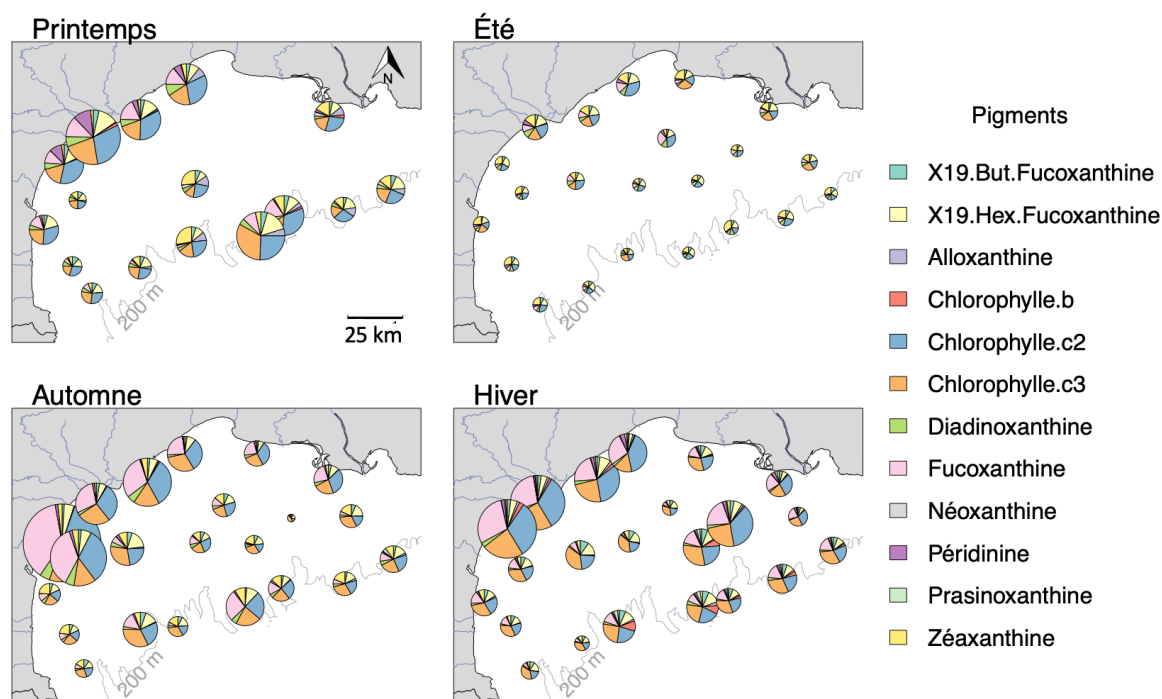 Printemps
Été
N
200 m
25 km
Automne
Hiver
200 m
200 m
200 m
Pigments
X19.But.Fucoxanthine
X19.Hex.Fucoxanthine
Alloxanthine
Chlorophylle.b
Chlorophylle.c2
Chlorophylle.c3
Diadinoxanthine
Fucoxanthine
Néoxanthine
Péridinine
Prasinoxanthine
Zéaxanthine